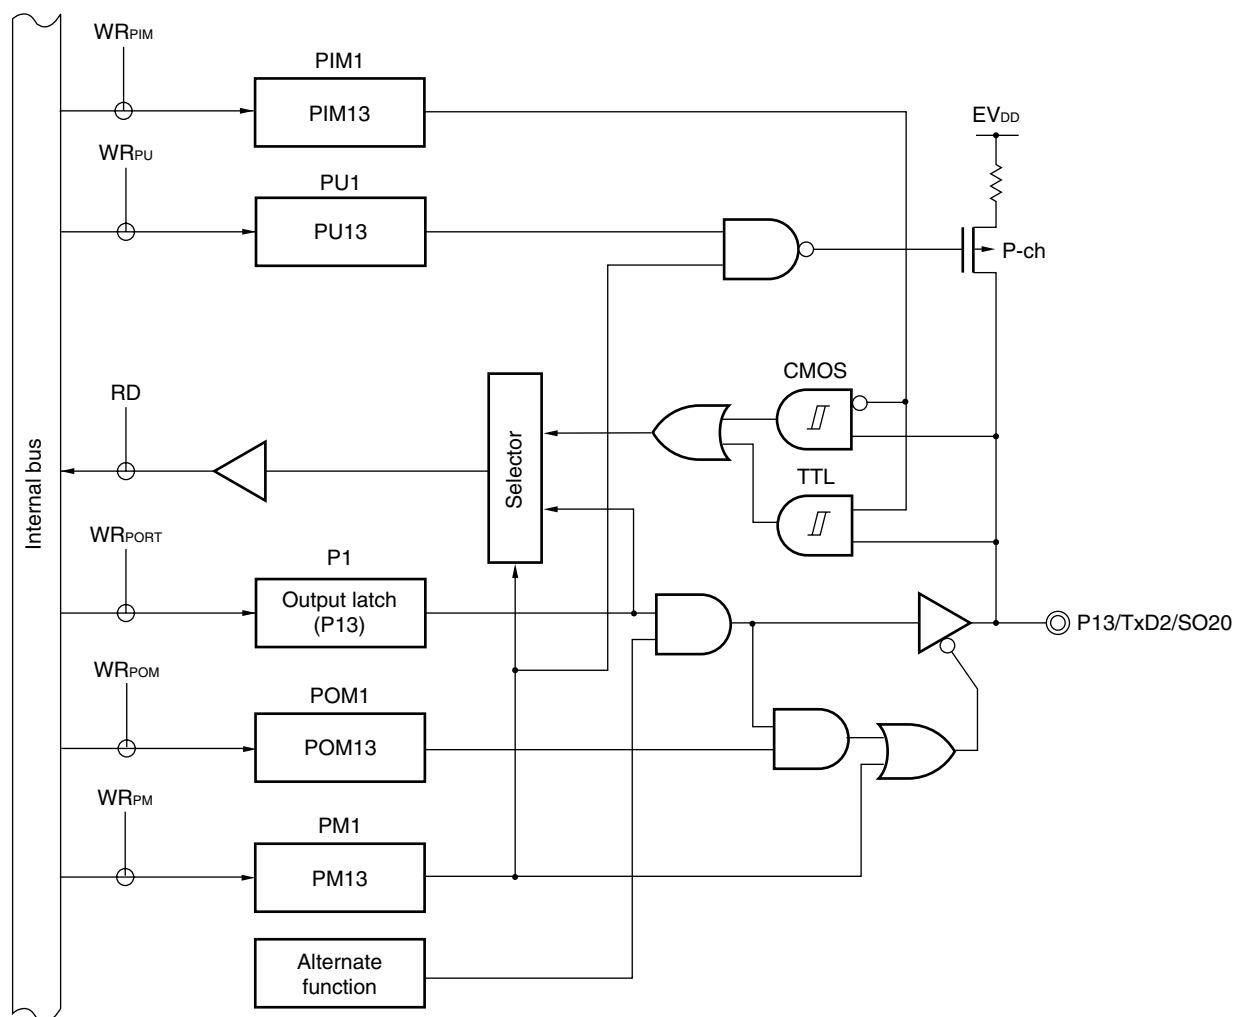 WRPIM
PIM1
PIM13
EVDD
WRPU
PU1
PU13
P-ch
CMOS
RD
Selector
TTL
Internal bus
WRPORT
P1
Output latch
(P13)
P13/TxD2/SO20
WRPOM
POM1
POM13
WRPM
PM1
PM13
Alternate
function